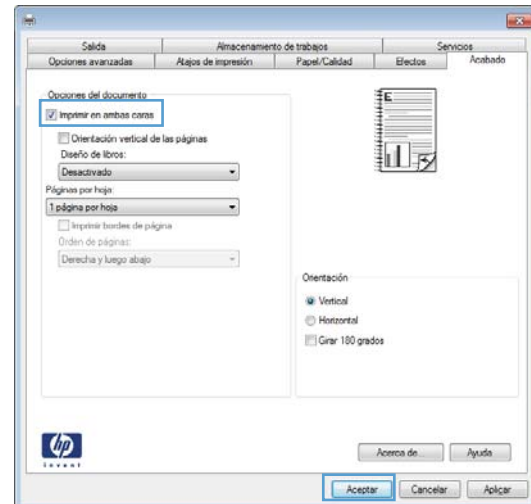 Salida Almacenamiento de trabajos Servicios
Opciones avanzadas Atajos de impresión Papel/Calidad Efectos Acabado
Opciones del documento
Imprimir en ambas caras
Orientación vertical de las páginas
Diseño de libros:
Desactivado
Páginas por hoja:
1 página por hoja
Imprimir bordes de página
Orden de páginas:
Derecha y luego abajo
E
Orientación
Vertical
Horizontal
Girar 180 grados
hp
invent
Acerca de... Ayuda
Aceptar Cancelar Aplicar